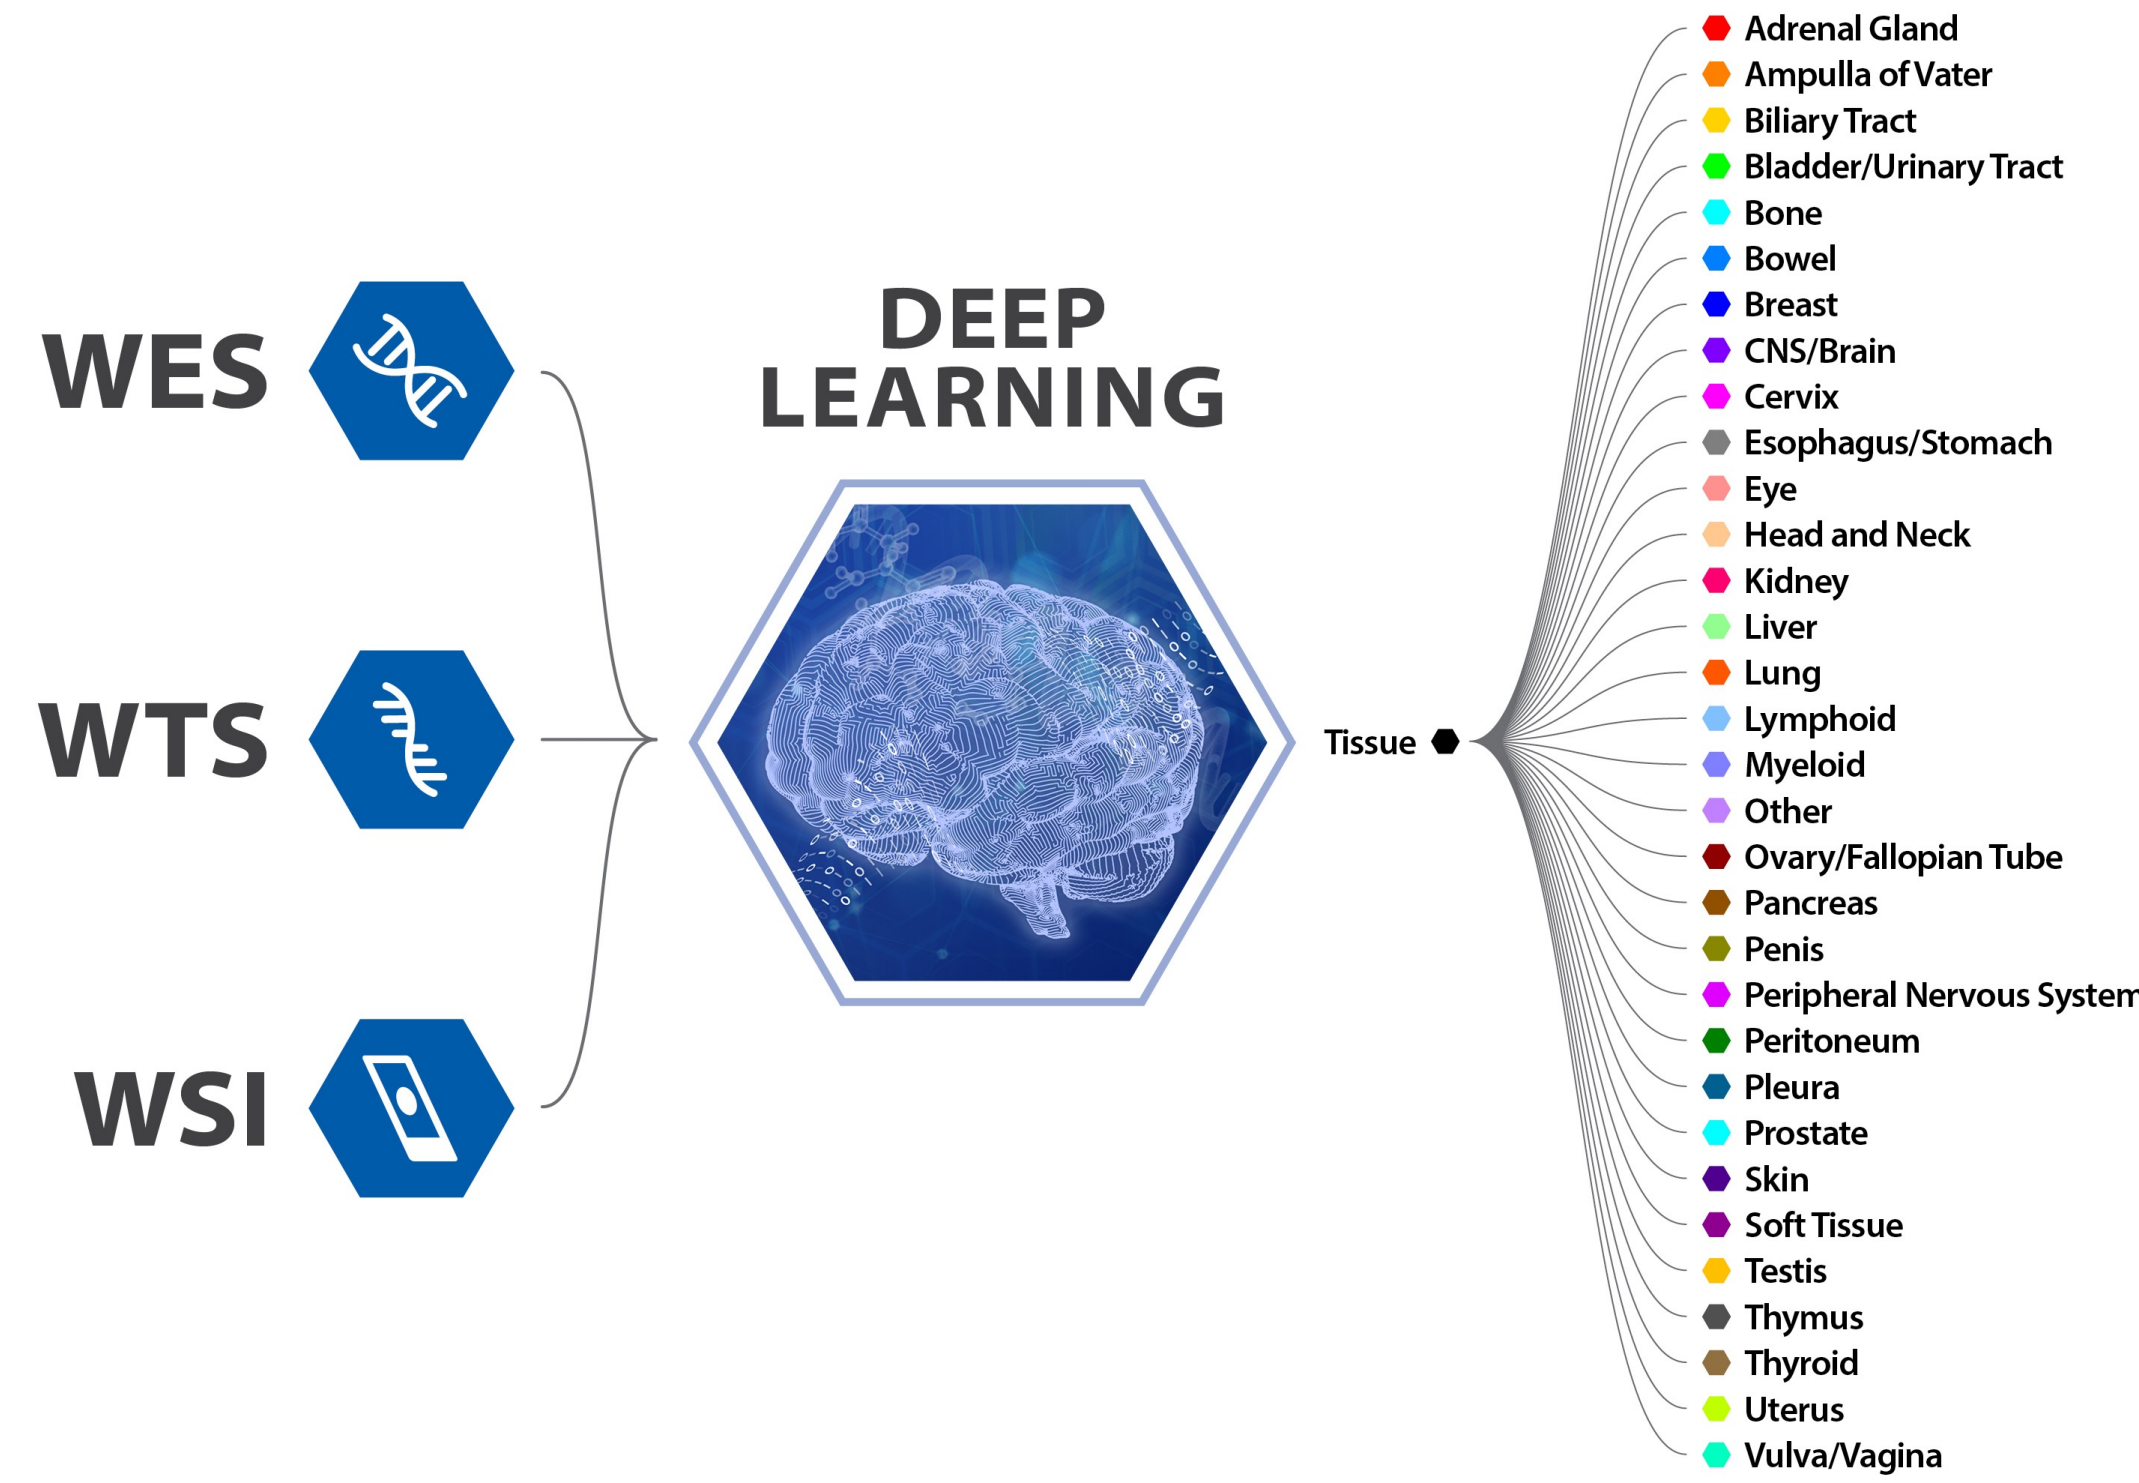 WES
WTS
WSI
DEEP
LEARNING
Tissue
Adrenal Gland
Ampulla of Vater
Biliary Tract
Bladder/Urinary Tract
Bone
Bowel
Breast
CNS/Brain
Cervix
Esophagus/Stomach
Eye
Head and Neck
Kidney
Liver
Lung
Lymphoid
Myeloid
Other
Ovary/Fallopian Tube
Pancreas
Penis
Peripheral Nervous System
Peritoneum
Pleura
Prostate
Skin
Soft Tissue
Testis
Thymus
Thyroid
Uterus
Vulva/Vagina